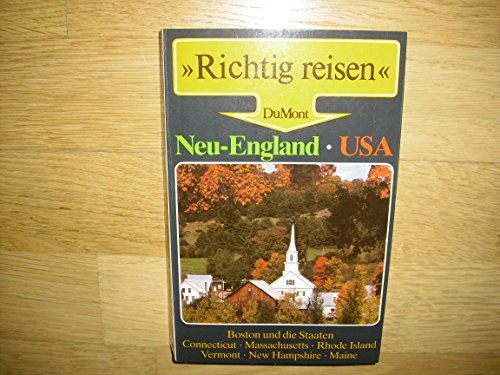 »Richtig reisen«
DuMont
Neu-England · USA
Boston und die Staaten
Connecticut · Massachusetts · Rhode Island
Vermont · New Hampshire · Maine